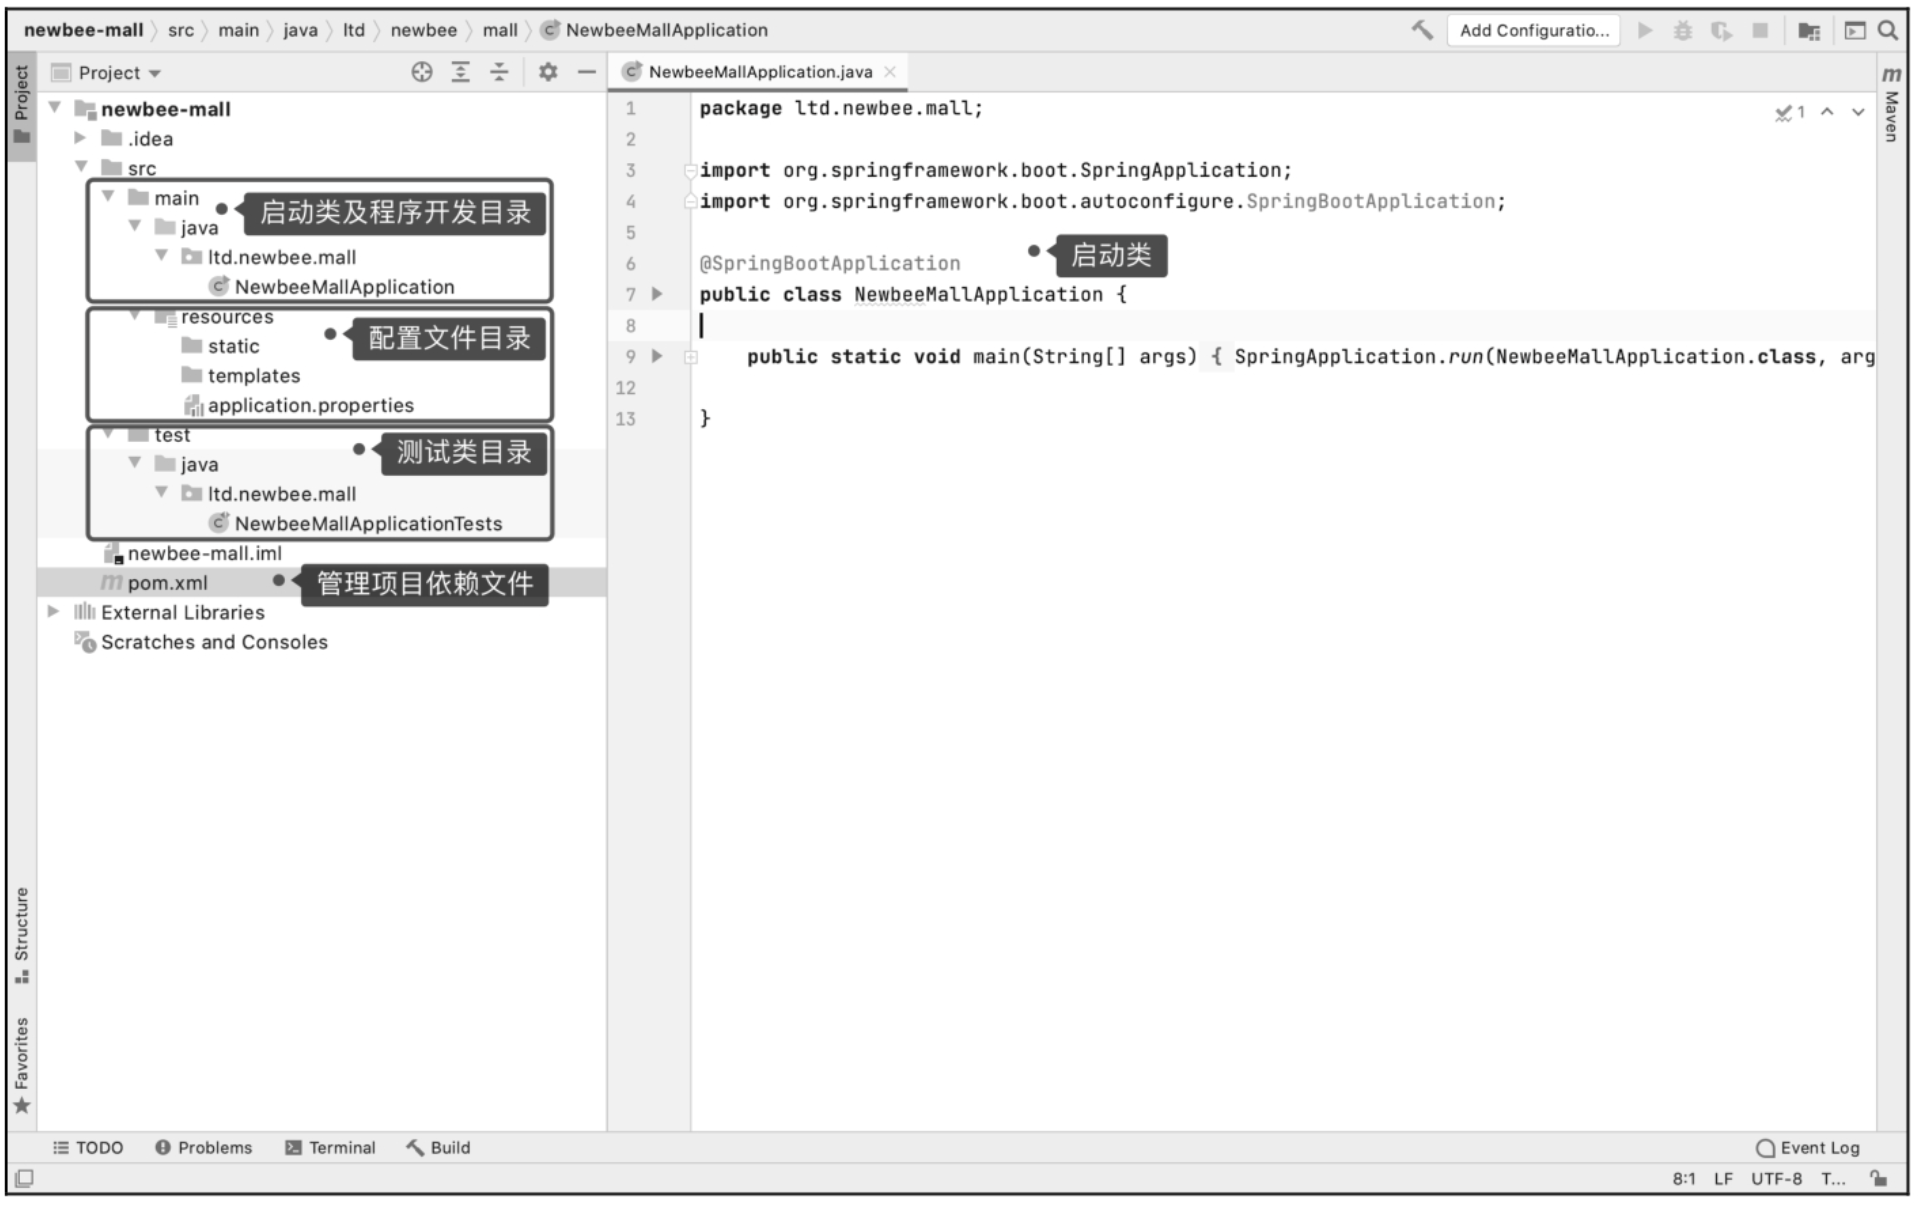 newbee-mall 〉 src 〉 main 〉 java 〉 ltd 〉 newbee 〉 mall 〉 NewbeeMallApplication
Add Configuratio...
Project
Project
NewbeeMallApplication.java
newbee-mall
.idea
src
main
启动类及程序开发目录
java
ltd.newbee.mall
NewbeeMallApplication
resources
配置文件目录
static
templates
application.properties
test
测试类目录
java
ltd.newbee.mall
NewbeeMallApplicationTests
newbee-mall.iml
pom.xml
管理项目依赖文件
External Libraries
Scratches and Consoles
1 package ltd.newbee.mall;
2
3 import org.springframework.boot.SpringApplication;
4 import org.springframework.boot.autoconfigure.SpringBootApplication;
5
启动类
6 @SpringBootApplication
7 public class NewbeeMallApplication {
8
9 public static void main(String[] args) { SpringApplication.run(NewbeeMallApplication.class, arg
12
13 }
1
m Maven
Structure
Favorites
TODO Problems Terminal Build
Event Log
8:1 LF UTF-8 T...